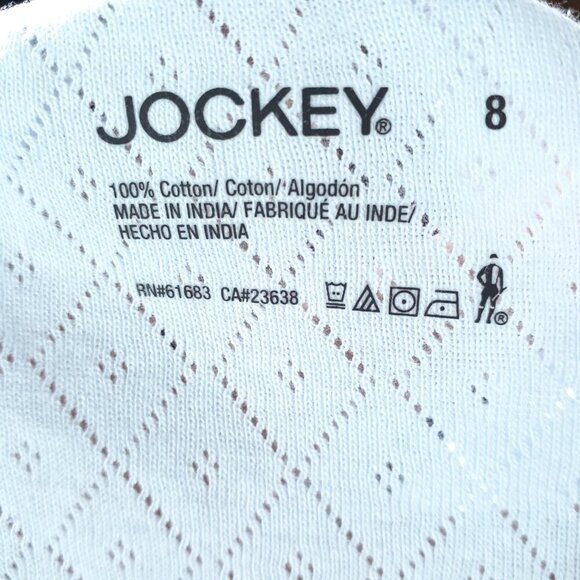 JOCKEY® 8
100% Cotton/ Coton/ Algodón
MADE IN INDIA/ FABRIQUÉ AU INDE/
HECHO EN INDIA
RN#61683 CA#23638 ®